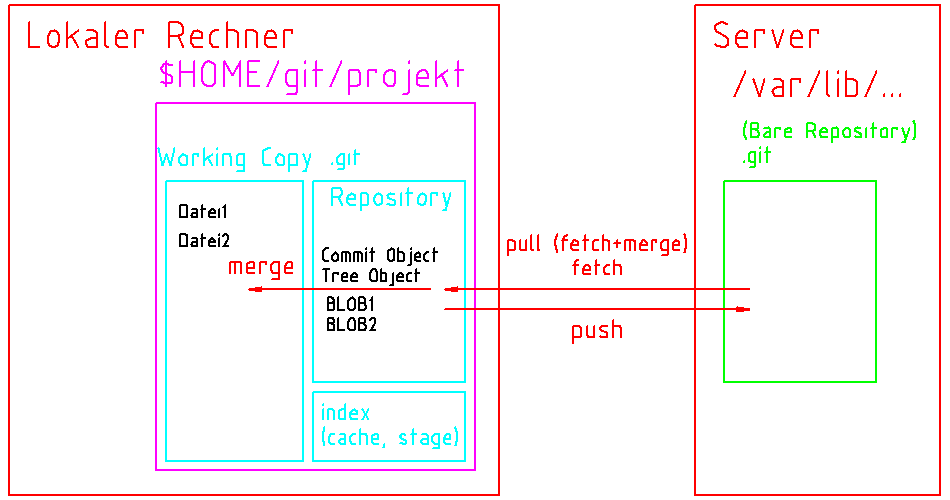 Lokaler Rechner
$HOME/git/projekt
Working Copy .git
Datei1
Datei2
merge
Repository
Commit Object
Tree Object
BLOB1
BLOB2
index
(cache, stage)
pull (fetch+merge)
fetch
push
Server
/var/lib/...
(Bare Repository)
.git